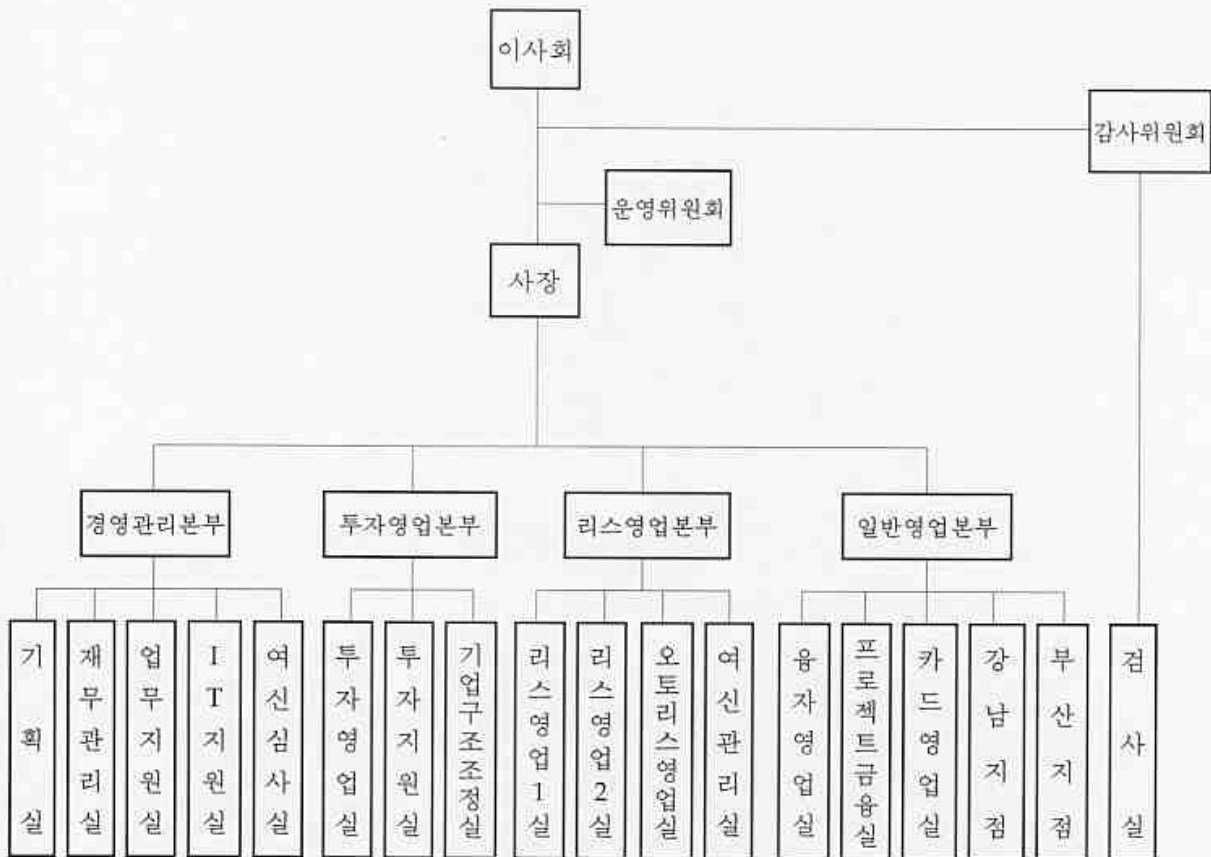 이사회
감사위원회
운영위원회
사장
경영관리본부
투자영업본부
리스영업본부
일반영업본부
기획실
재무관리실
업무지원실
IT지원실
여신심사실
투자영업실
투자지원실
기업구조조정실
리스영업1실
리스영업2실
오토리스영업실
여신관리실
융자영업실
프로젝트금융실
카드영업실
강남지점
부산지점
검사실